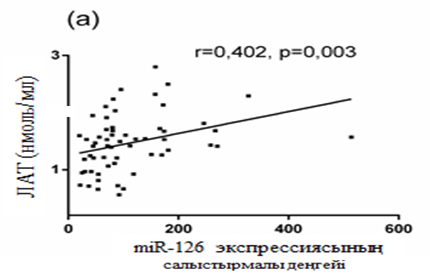 (a)
3
r=0,402, p=0,003
ЛАТ (нмоль/мл)
1
0 200 400 600
miR-126 экспрессиясының
салыстырмалы деңгейі